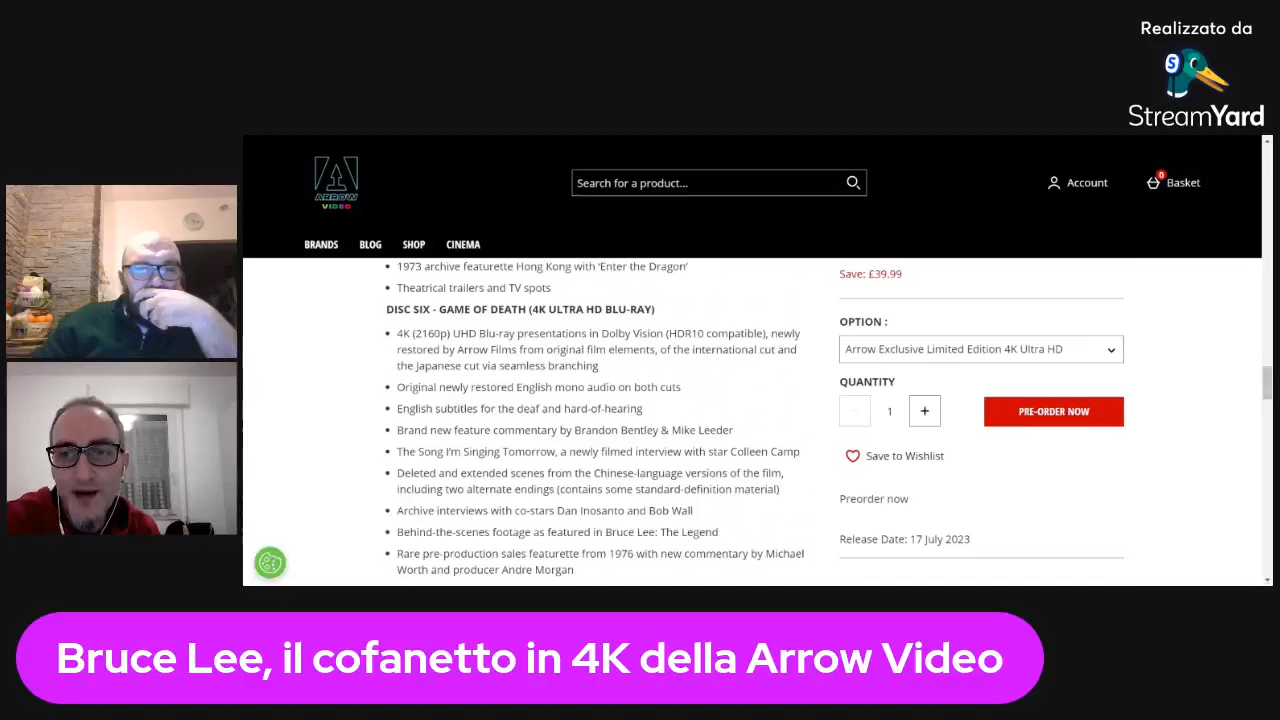 Realizzato da
S
StreamYard
ARROW
VIDEO
Search for a product...
Account
0
Basket
BRANDS
BLOG
SHOP
CINEMA
1973 archive featurette Hong Kong with ‘Enter the Dragon’
Theatrical trailers and TV spots
DISC SIX - GAME OF DEATH (4K ULTRA HD BLU-RAY)
4K (2160p) UHD Blu-ray presentations in Dolby Vision (HDR10 compatible), newly
restored by Arrow Films from original film elements, of the international cut and
the Japanese cut via seamless branching
Original newly restored English mono audio on both cuts
English subtitles for the deaf and hard-of-hearing
Brand new feature commentary by Brandon Bentley & Mike Leeder
The Song I’m Singing Tomorrow, a newly filmed interview with star Colleen Camp
Deleted and extended scenes from the Chinese-language versions of the film,
including two alternate endings (contains some standard-definition material)
Archive interviews with co-stars Dan Inosanto and Bob Wall
Behind-the-scenes footage as featured in Bruce Lee: The Legend
Rare pre-production sales featurette from 1976 with new commentary by Michael
Worth and producer Andre Morgan
Save: £39.99
OPTION :
Arrow Exclusive Limited Edition 4K Ultra HD
QUANTITY
- 1 +
PRE-ORDER NOW
Save to Wishlist
Preorder now
Release Date: 17 July 2023
Bruce Lee, il cofanetto in 4K della Arrow Video